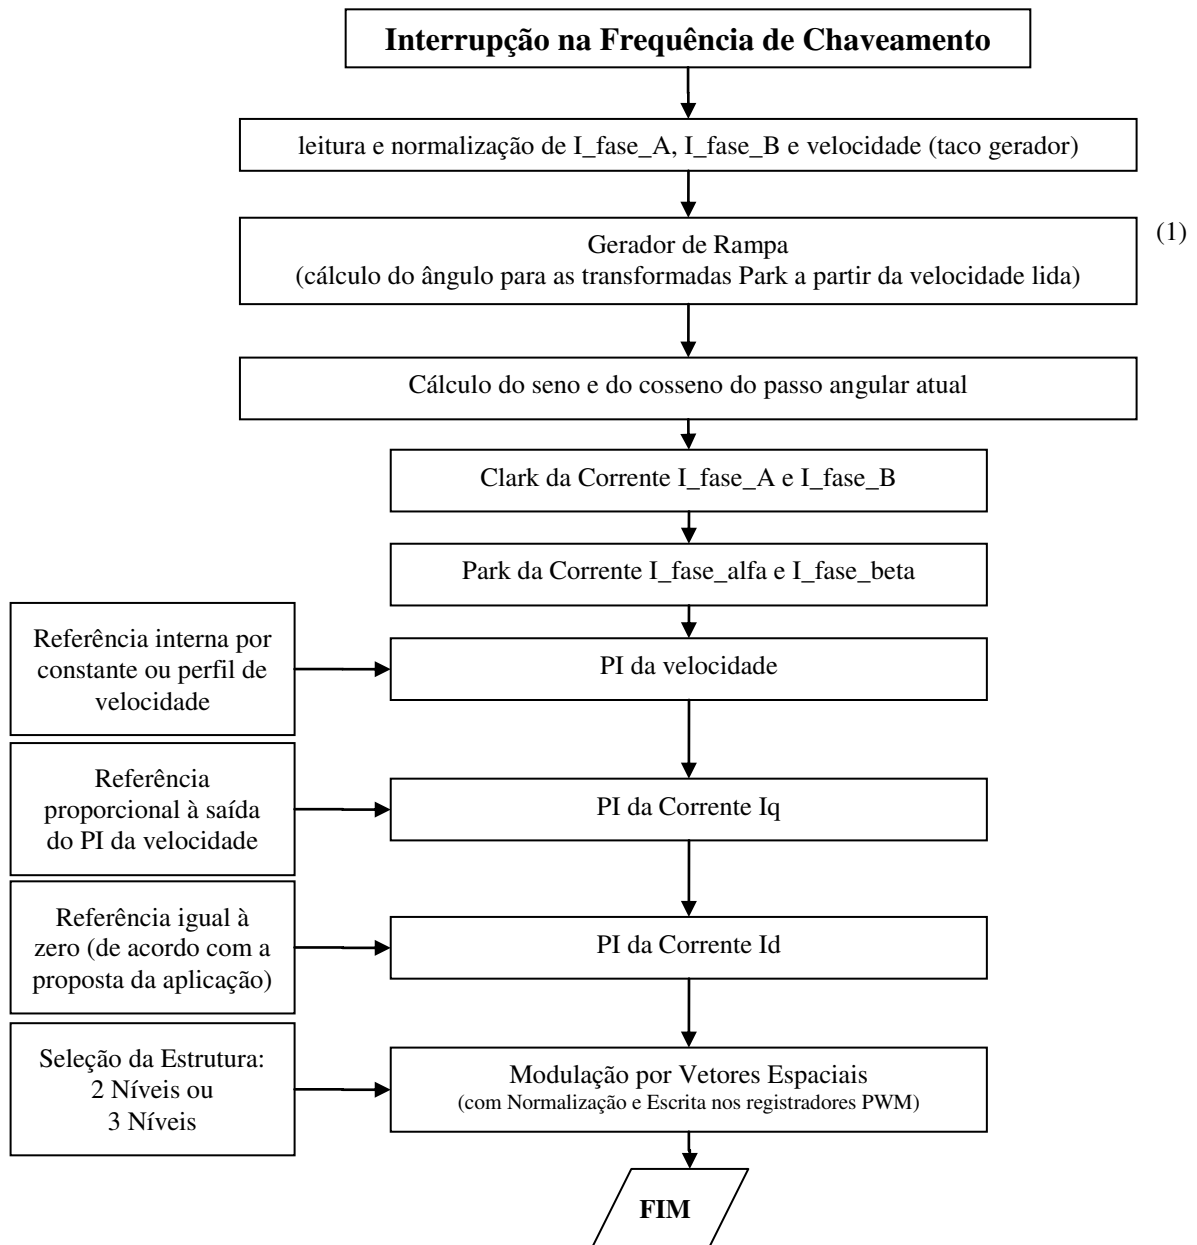 Interrupção na Frequência de Chaveamento
leitura e normalização de I_fase_A, I_fase_B e velocidade (taco gerador)
(1)
Gerador de Rampa
(cálculo do ângulo para as transformadas Park a partir da velocidade lida)
Cálculo do seno e do cosseno do passo angular atual
Clark da Corrente I_fase_A e I_fase_B
Park da Corrente I_fase_alfa e I_fase_beta
Referência interna por
constante ou perfil de
velocidade
PI da velocidade
Referência
proporcional à saída
do PI da velocidade
PI da Corrente Iq
Referência igual à
zero (de acordo com a
proposta da aplicação)
PI da Corrente Id
Seleção da Estrutura:
2 Níveis ou
3 Níveis
Modulação por Vetores Espaciais
(com Normalização e Escrita nos registradores PWM)
FIM